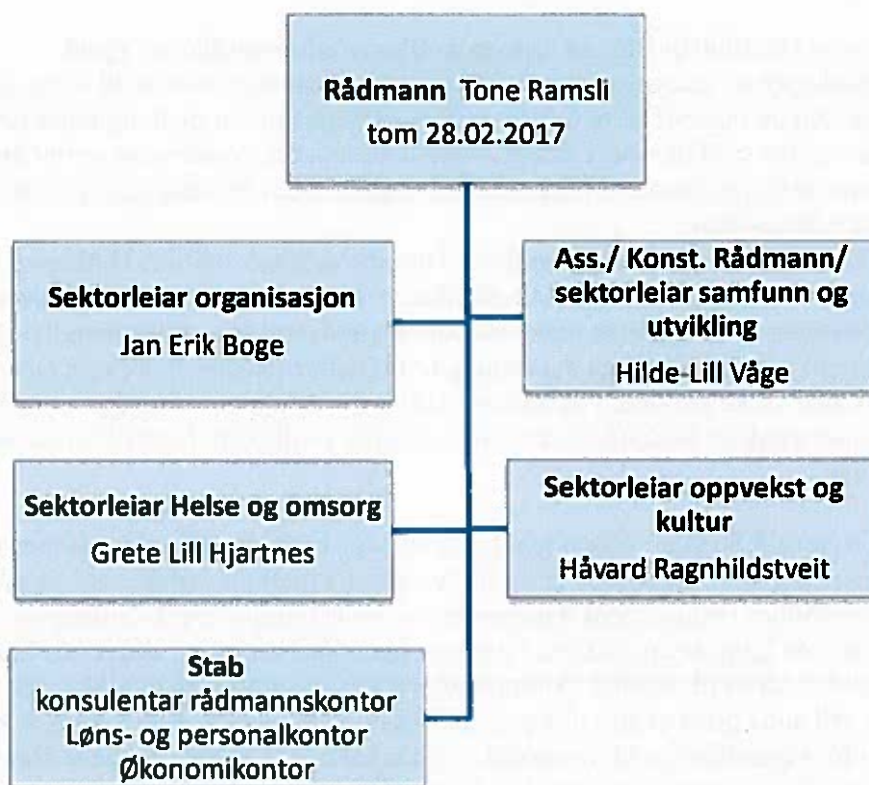 Rådmann Tone Ramsli
tom 28.02.2017
Sektorleiar organisasjon
Jan Erik Boge
Ass./ Konst. Rådmann/
sektorleiar samfunn og
utvikling
Hilde-Lill Våge
Sektorleiar Helse og omsorg
Grete Lill Hjartnes
Sektorleiar oppvekst og
kultur
Håvard Ragnhildstveit
Stab
konsulentar rådmannskontor
Løns- og personalkontor
Økonomikontor